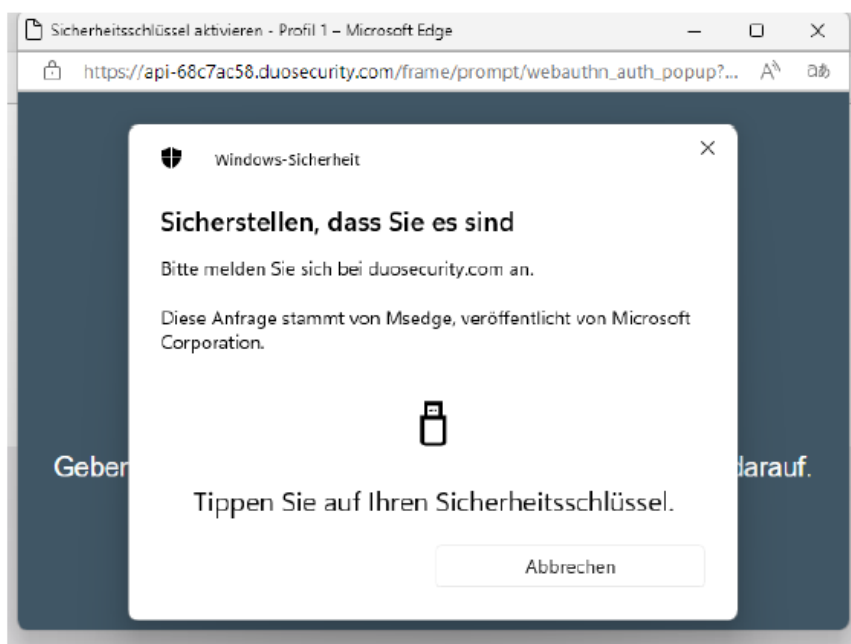 Sicherheitsschlüssel aktivieren - Profil 1 – Microsoft Edge
https://api-68c7ac58.duosecurity.com/frame/prompt/webauthn_auth_popup?...
Windows-Sicherheit
Sicherstellen, dass Sie es sind
Bitte melden Sie sich bei duosecurity.com an.
Diese Anfrage stammt von Msedge, veröffentlicht von Microsoft
Corporation.
Geber darauf.
Tippen Sie auf Ihren Sicherheitsschlüssel.
Abbrechen